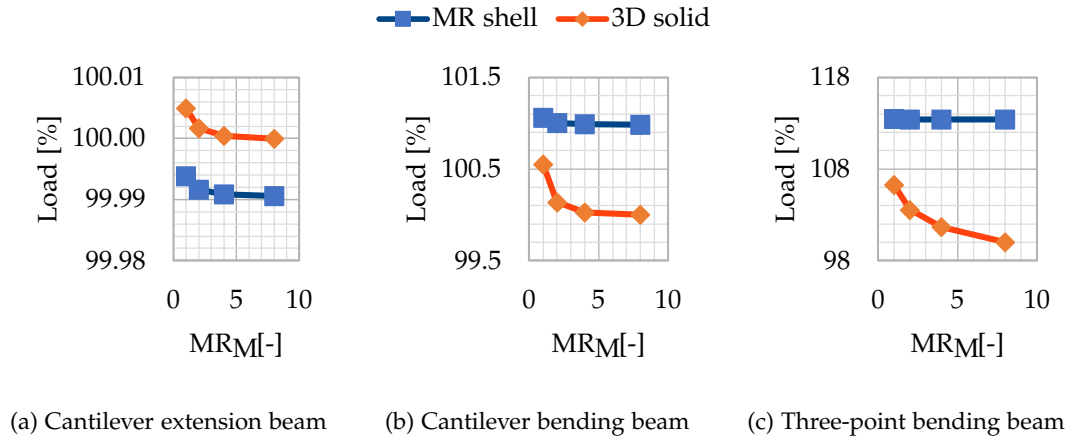 MR shell 3D solid
100.01
100.00
99.99
99.98
Load [%]
0 5 10
MRM[-]
(a) Cantilever extension beam
101.5
100.5
99.5
Load [%]
0 5 10
MRM[-]
(b) Cantilever bending beam
118
108
98
Load [%]
0 5 10
MRM[-]
(c) Three-point bending beam